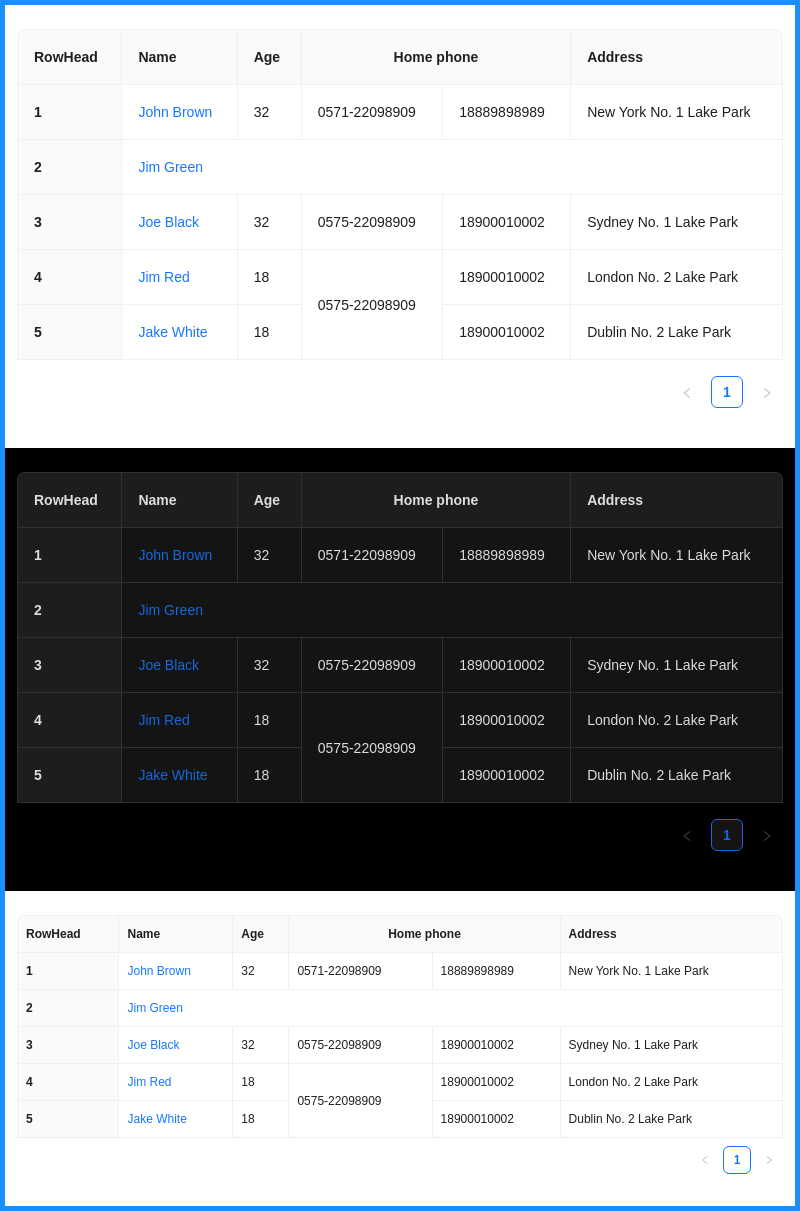 RowHead Name Age Home phone Address
1 John Brown 32 0571-22098909 18889898989 New York No. 1 Lake Park
2 Jim Green
3 Joe Black 32 0575-22098909 18900010002 Sydney No. 1 Lake Park
4 Jim Red 18 0575-22098909 18900010002 London No. 2 Lake Park
5 Jake White 18 18900010002 Dublin No. 2 Lake Park
1
RowHead Name Age Home phone Address
1 John Brown 32 0571-22098909 18889898989 New York No. 1 Lake Park
2 Jim Green
3 Joe Black 32 0575-22098909 18900010002 Sydney No. 1 Lake Park
4 Jim Red 18 0575-22098909 18900010002 London No. 2 Lake Park
5 Jake White 18 18900010002 Dublin No. 2 Lake Park
1
RowHead Name Age Home phone Address
1 John Brown 32 0571-22098909 18889898989 New York No. 1 Lake Park
2 Jim Green
3 Joe Black 32 0575-22098909 18900010002 Sydney No. 1 Lake Park
4 Jim Red 18 0575-22098909 18900010002 London No. 2 Lake Park
5 Jake White 18 18900010002 Dublin No. 2 Lake Park
1